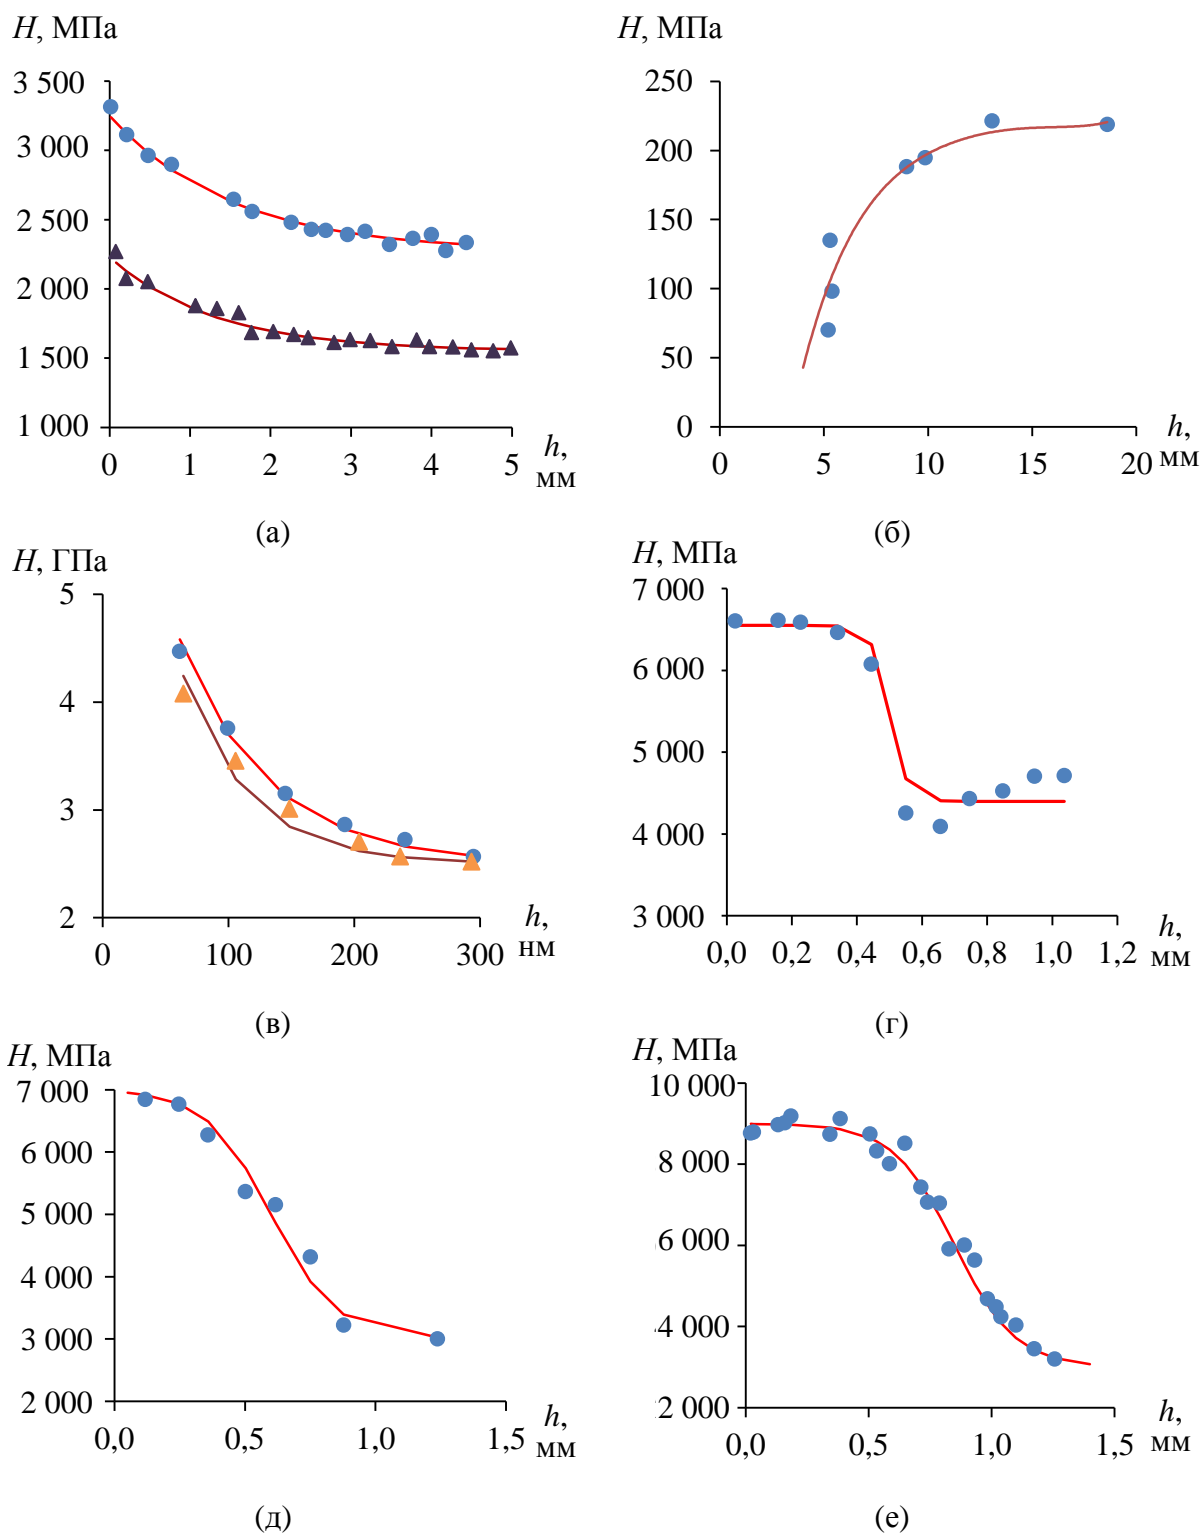 H, МПа
3 500
3 000
2 500
2 000
1 500
1 000
0 1 2 3 4 5
h,
мм
(а)
H, МПа
250
200
150
100
50
0
0 5 10 15 20
h,
мм
(б)
H, ГПа
5
4
3
2
0 100 200 300
h,
нм
(в)
H, МПа
7 000
6 000
5 000
4 000
3 000
0,0 0,2 0,4 0,6 0,8 1,0 1,2
h,
мм
(г)
H, МПа
7 000
6 000
5 000
4 000
3 000
2 000
0,0 0,5 1,0 1,5
h,
мм
(д)
H, МПа
10 000
8 000
6 000
4 000
2 000
0,0 0,5 1,0 1,5
h,
мм
(е)